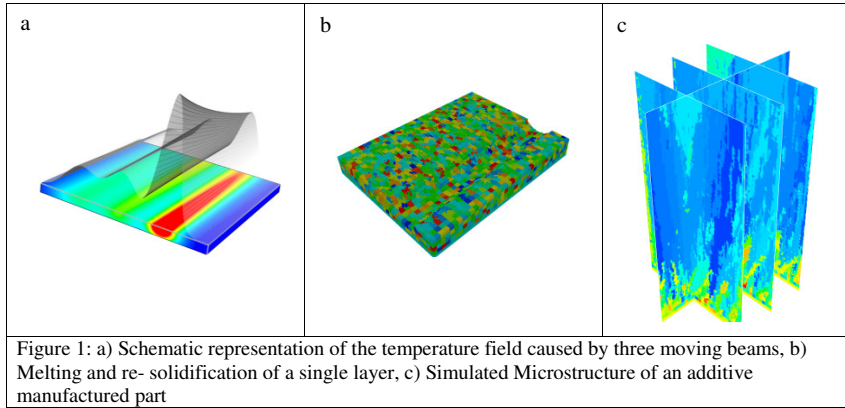 a
b
c
Figure 1: a) Schematic representation of the temperature field caused by three moving beams, b)
Melting and re- solidification of a single layer, c) Simulated Microstructure of an additive
manufactured part